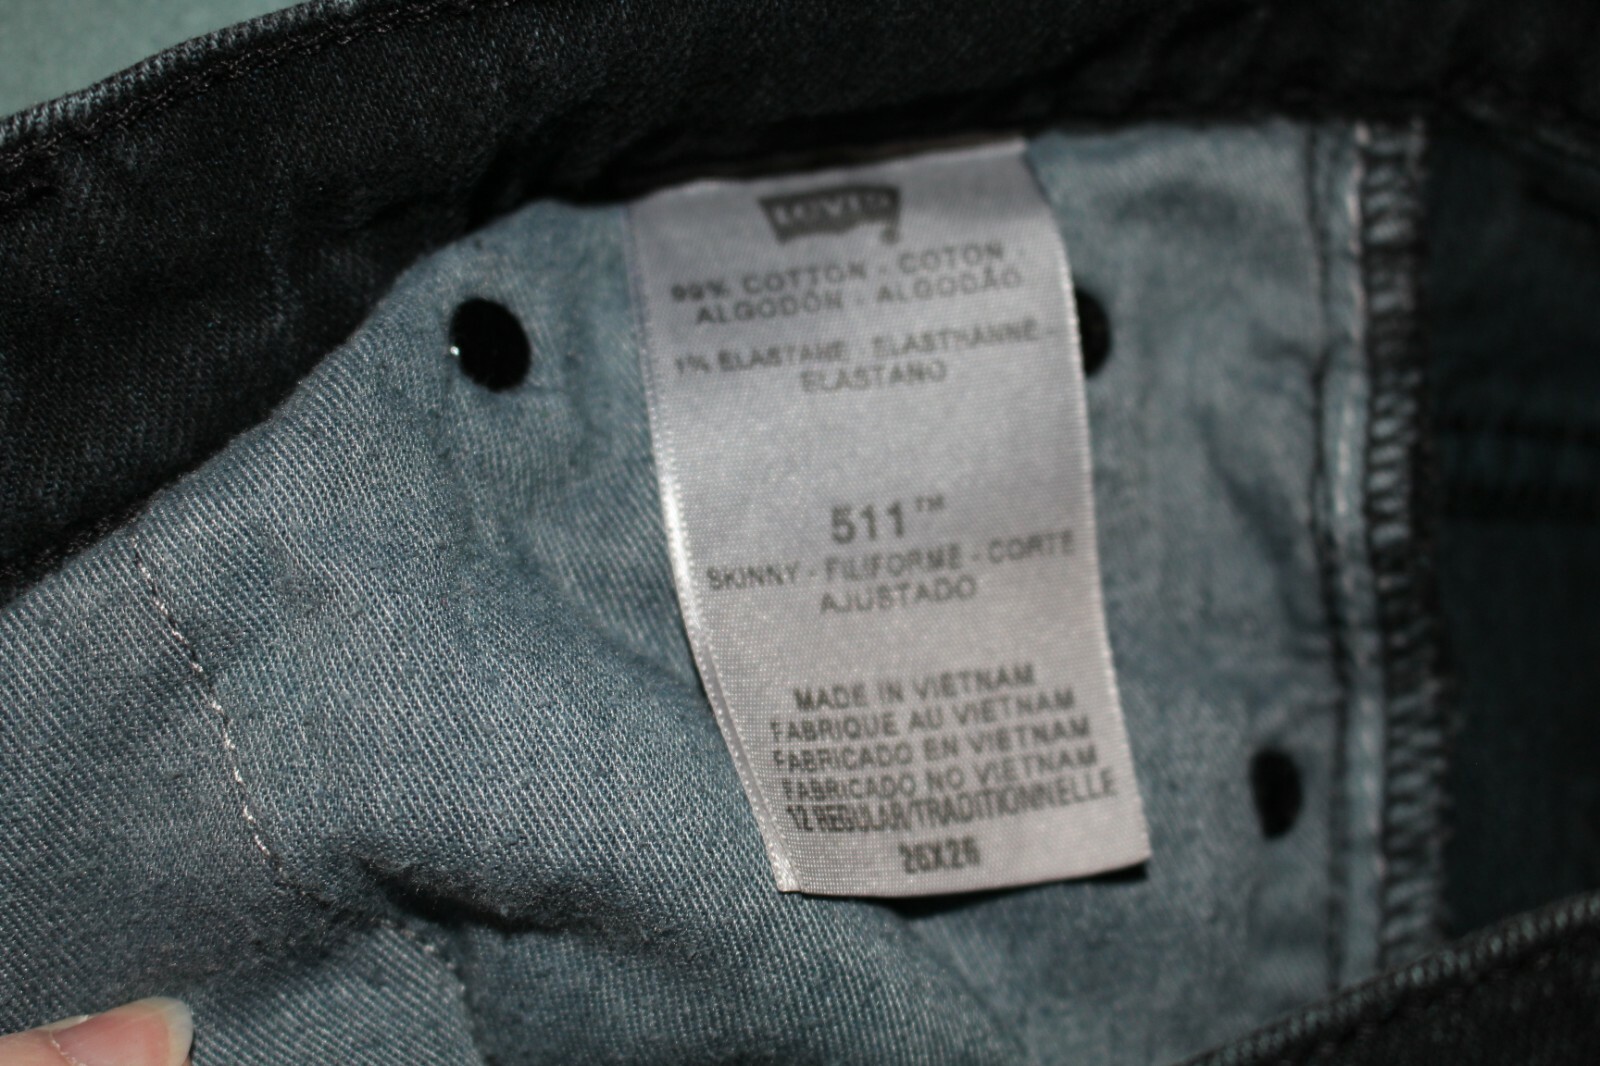 Levi's
®
99% COTTON - COTON -
ALGODÓN - ALGODÃO
1% ELASTANE - ELASTHANNE -
ELASTANO
511™
SKINNY - FILIFORME - CORTE
AJUSTADO
MADE IN VIETNAM
FABRIQUE AU VIETNAM
FABRICADO EN VIETNAM
FABRICADO NO VIETNAM
12 REGULAR/TRADITIONNELLE
26X26